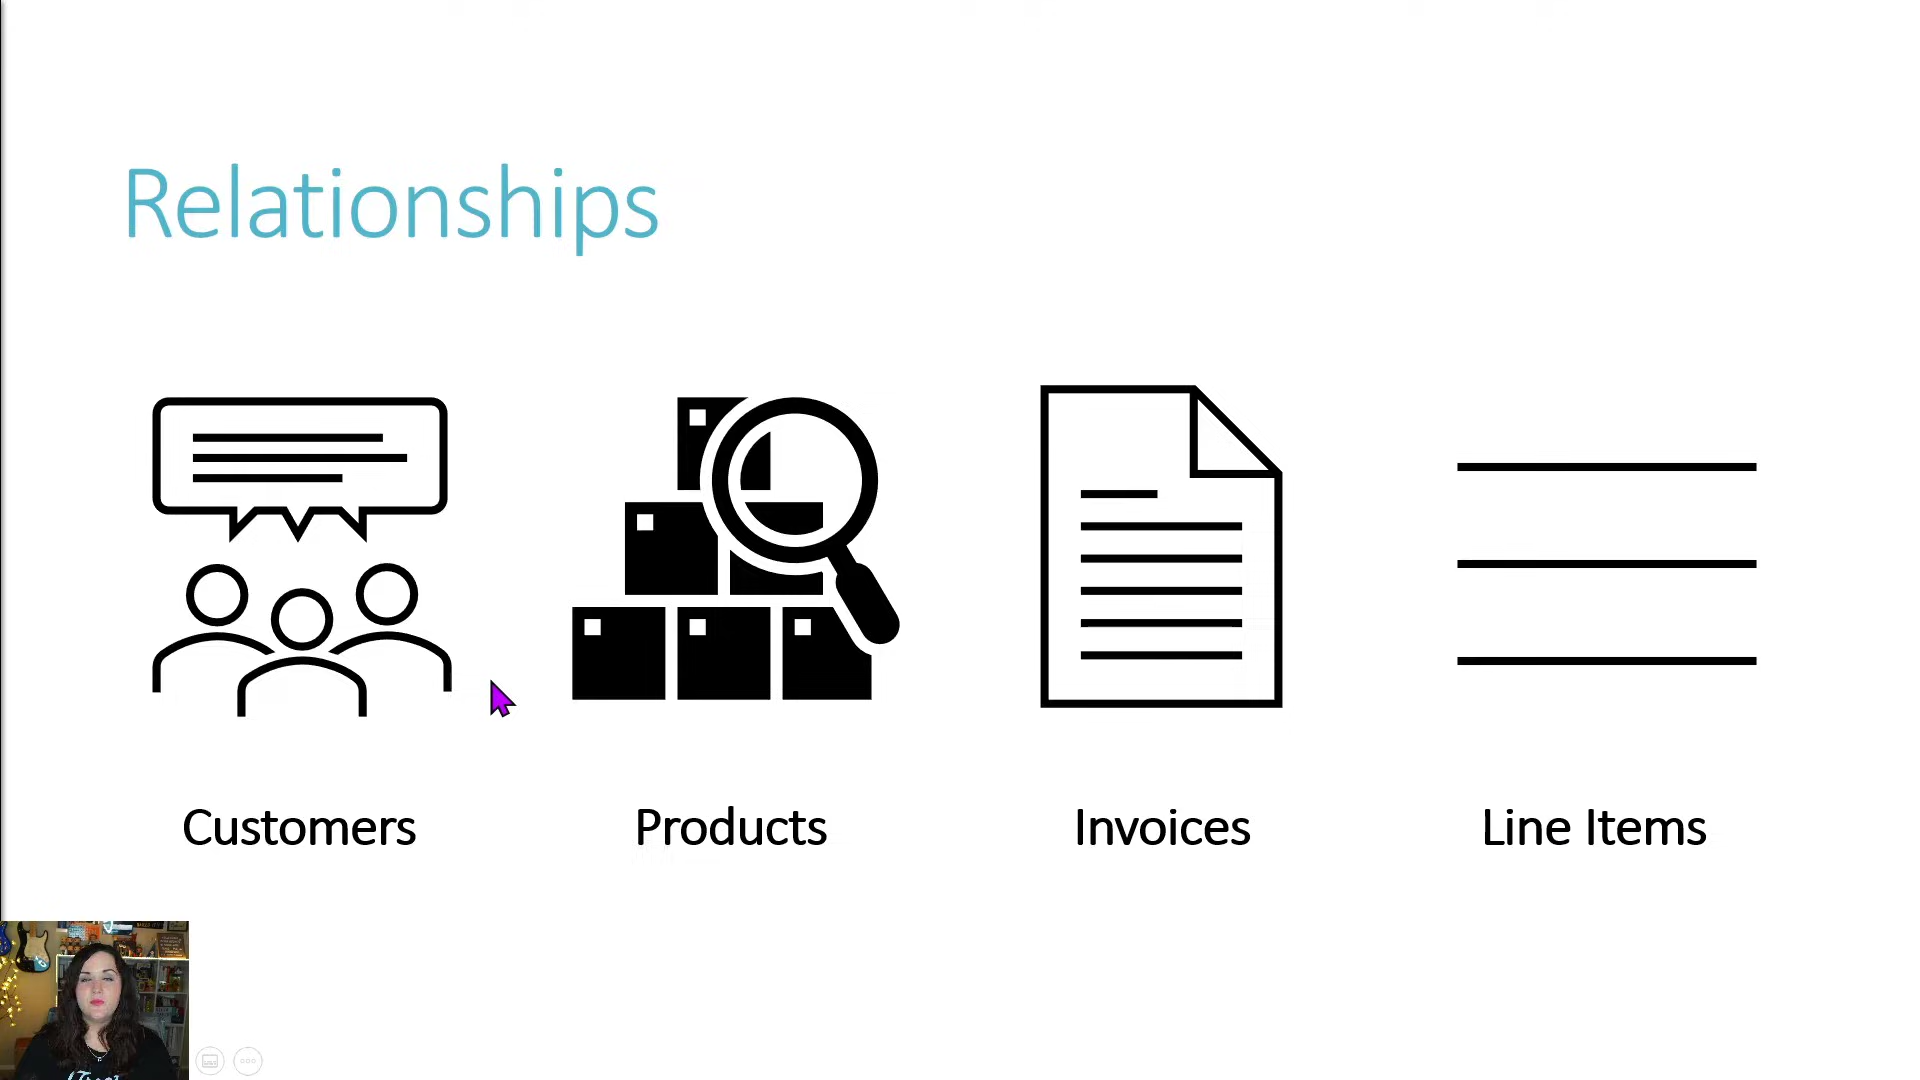 Relationships
Customers
Products
Invoices
Line Items